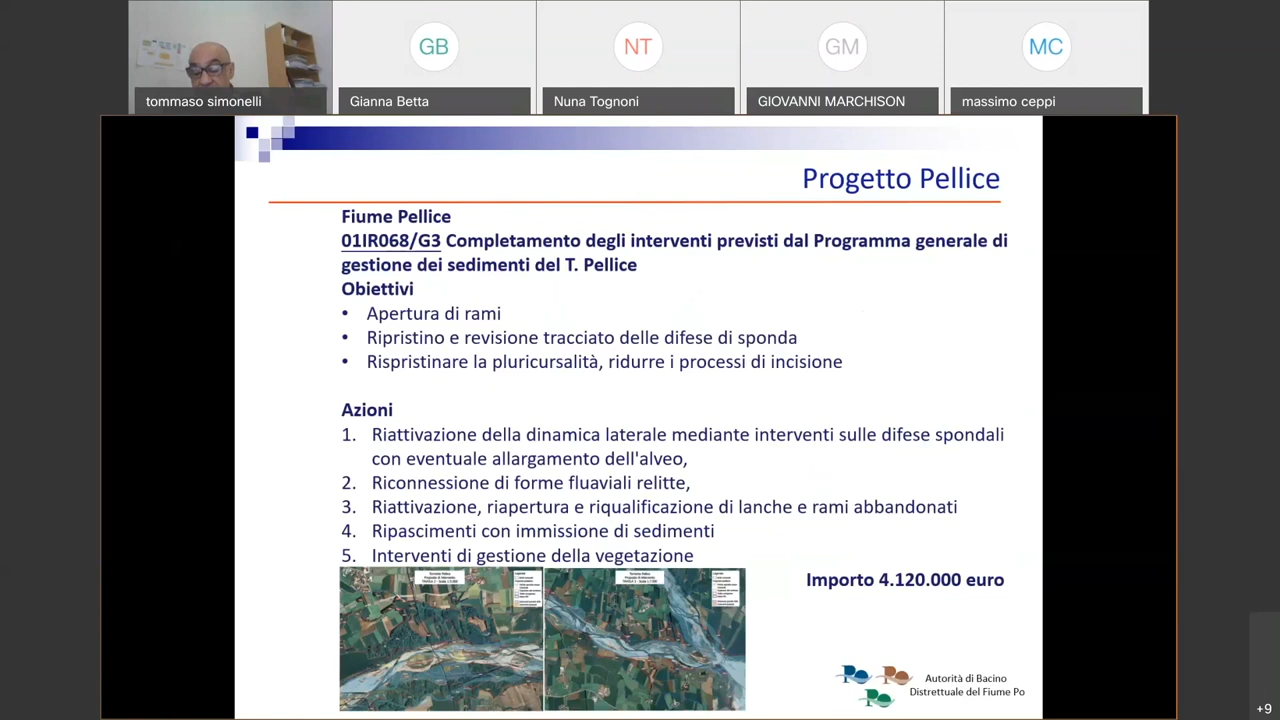 GB
NT
GM
MC
tommaso simonelli
Gianna Betta
Nuna Tognoni
GIOVANNI MARCHISON
massimo ceppi
Progetto Pellice
Fiume Pellice
01IR068/G3 Completamento degli interventi previsti dal Programma generale di
gestione dei sedimenti del T. Pellice
Obiettivi
• Apertura di rami
• Ripristino e revisione tracciato delle difese di sponda
• Rispristinare la pluricursalità, ridurre i processi di incisione
Azioni
1. Riattivazione della dinamica laterale mediante interventi sulle difese spondali
con eventuale allargamento dell'alveo,
2. Riconnessione di forme fluaviali relitte,
3. Riattivazione, riapertura e riqualificazione di lanche e rami abbandonati
4. Ripascimenti con immissione di sedimenti
5. Interventi di gestione della vegetazione
Importo 4.120.000 euro
Po Po Po
Autorità di Bacino
Distrettuale del Fiume Po
+9